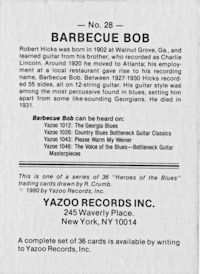 — No. 28 —
BARBECUE BOB
Robert Hicks was born in 1902 at Walnut Grove, Ga., and
learned guitar from his brother, who recorded as Charlie
Lincoln. Around 1920 he moved to Atlanta; his employ-
ment at a local restaurant gave rise to his recording
name, Barbecue Bob. Between 1927-1930 Hicks record-
ed 55 sides, all on 12-string guitar. His guitar style was
among the most percussive found in blues, setting him
apart from some like-sounding Georgians. He died in
1931.
Barbecue Bob can be heard on:
Yazoo 1012: The Georgia Blues
Yazoo 1026: Country Blues Bottleneck Guitar Classics
Yazoo 1043: Please Warm My Weiner
Yazoo 1046: The Voice of the Blues—Bottleneck Guitar
Masterpieces
This is one of a series of 36 "Heroes of the Blues"
trading cards drawn by R. Crumb.
© 1980 by Yazoo Records, Inc.
YAZOO RECORDS INC.
245 Waverly Place.
New York, NY 10014
A complete set of 36 cards is available by writing
to Yazoo Records, Inc.